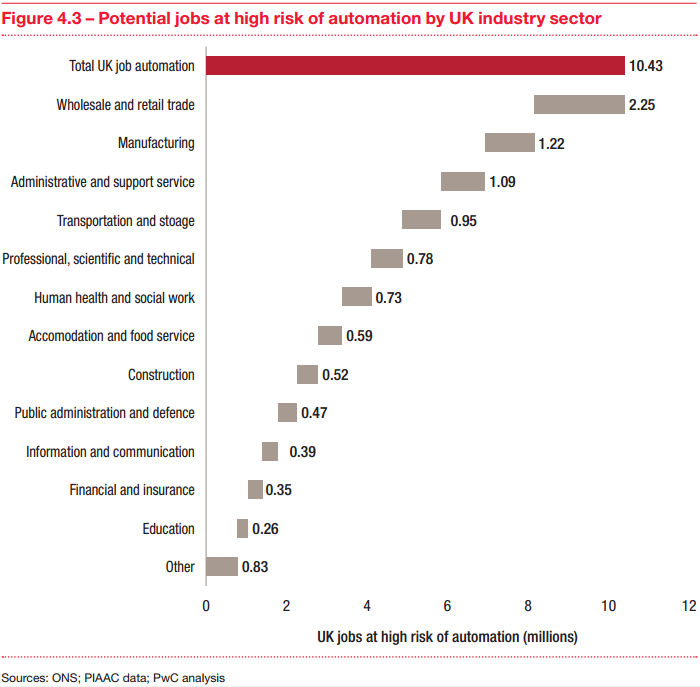 Figure 4.3 – Potential jobs at high risk of automation by UK industry sector
Total UK job automation 10.43
Wholesale and retail trade 2.25
Manufacturing 1.22
Administrative and support service 1.09
Transportation and stoage 0.95
Professional, scientific and technical 0.78
Human health and social work 0.73
Accomodation and food service 0.59
Construction 0.52
Public administration and defence 0.47
Information and communication 0.39
Financial and insurance 0.35
Education 0.26
Other 0.83
0 2 4 6 8 10 12
UK jobs at high risk of automation (millions)
Sources: ONS; PIAAC data; PwC analysis